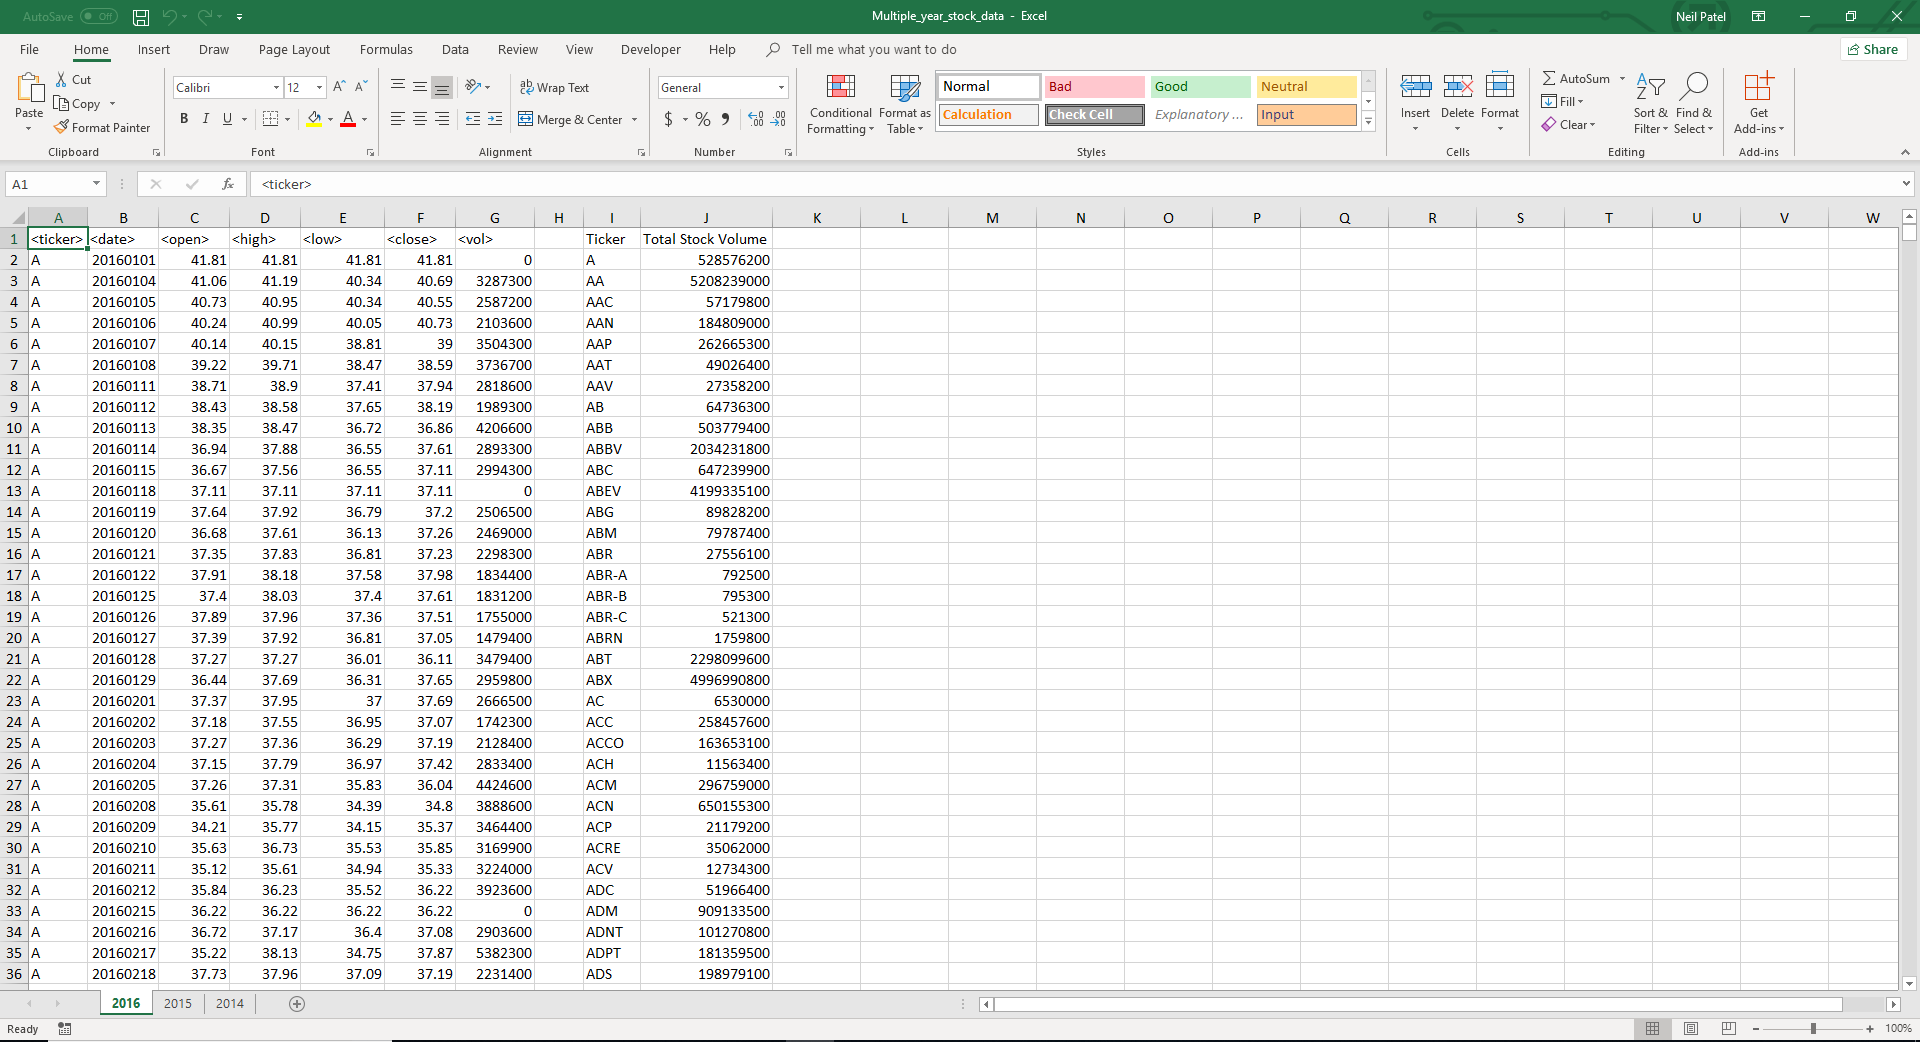 AutoSave Off Multiple_year_stock_data - Excel Neil Patel
File Home Insert Draw Page Layout Formulas Data Review View Developer Help Tell me what you want to do Share
Paste Cut Copy Format Painter Clipboard
Calibri 12 A A B I U A Font
Wrap Text Merge & Center Alignment
General $ % Number
Conditional Formatting Format as Table
Normal Bad Good Neutral
Calculation Check Cell Explanatory ... Input
Styles
Insert Delete Format Cells
AutoSum Fill Clear Sort & Filter Find & Select Editing
Get Add-ins Add-ins
A1 fx <ticker>
A B C D E F G H I J K L M N O P Q R S T U V W
1 <ticker> <date> <open> <high> <low> <close> <vol> Ticker Total Stock Volume
2 A 20160101 41.81 41.81 41.81 41.81 0 A 528576200
3 A 20160104 41.06 41.19 40.34 40.69 3287300 AA 5208239000
4 A 20160105 40.73 40.95 40.34 40.55 2587200 AAC 57179800
5 A 20160106 40.24 40.99 40.05 40.73 2103600 AAN 184809000
6 A 20160107 40.14 40.15 38.81 39 3504300 AAP 262665300
7 A 20160108 39.22 39.71 38.47 38.59 3736700 AAT 49026400
8 A 20160111 38.71 38.9 37.41 37.94 2818600 AAV 27358200
9 A 20160112 38.43 38.58 37.65 38.19 1989300 AB 64736300
10 A 20160113 38.35 38.47 36.72 36.86 4206600 ABB 503779400
11 A 20160114 36.94 37.88 36.55 37.61 2893300 ABBV 2034231800
12 A 20160115 36.67 37.56 36.55 37.11 2994300 ABC 647239900
13 A 20160118 37.11 37.11 37.11 37.11 0 ABEV 4199335100
14 A 20160119 37.64 37.92 36.79 37.2 2506500 ABG 89828200
15 A 20160120 36.68 37.61 36.13 37.26 2469000 ABM 79787400
16 A 20160121 37.35 37.83 36.81 37.23 2298300 ABR 27556100
17 A 20160122 37.91 38.18 37.58 37.98 1834400 ABR-A 792500
18 A 20160125 37.4 38.03 37.4 37.61 1831200 ABR-B 795300
19 A 20160126 37.89 37.96 37.36 37.51 1755000 ABR-C 521300
20 A 20160127 37.39 37.92 36.81 37.05 1479400 ABRN 1759800
21 A 20160128 37.27 37.27 36.01 36.11 3479400 ABT 2298099600
22 A 20160129 36.44 37.69 36.31 37.65 2959800 ABX 4996990800
23 A 20160201 37.37 37.95 37 37.69 2666500 AC 6530000
24 A 20160202 37.18 37.55 36.95 37.07 1742300 ACC 258457600
25 A 20160203 37.27 37.36 36.29 37.19 2128400 ACCO 163653100
26 A 20160204 37.15 37.79 36.97 37.42 2833400 ACH 11563400
27 A 20160205 37.26 37.31 35.83 36.04 4424600 ACM 296759000
28 A 20160208 35.61 35.78 34.39 34.8 3888600 ACN 650155300
29 A 20160209 34.21 35.77 34.15 35.37 3464400 ACP 21179200
30 A 20160210 35.63 36.73 35.53 35.85 3169900 ACRE 35062000
31 A 20160211 35.12 35.61 34.94 35.33 3224000 ACV 12734300
32 A 20160212 35.84 36.23 35.52 36.22 3923600 ADC 51966400
33 A 20160215 36.22 36.22 36.22 36.22 0 ADM 909133500
34 A 20160216 36.72 37.17 36.4 37.08 2903600 ADNT 101270800
35 A 20160217 35.22 38.13 34.75 37.87 5382300 ADPT 181359500
36 A 20160218 37.73 37.96 37.09 37.19 2231400 ADS 198979100
2016 2015 2014
Ready 100%